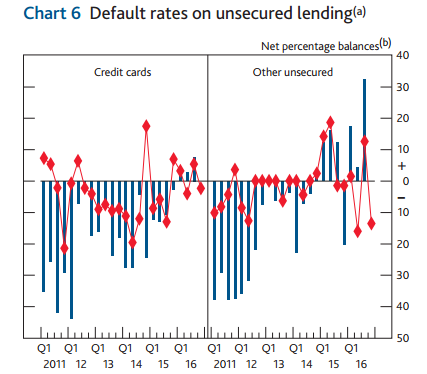 Chart 6 Default rates on unsecured lending(a)
Net percentage balances(b)
Credit cards
Other unsecured
40
30
20
10
+
0
–
10
20
30
40
50
Q1 Q1 Q1 Q1 Q1 Q1 Q1 Q1 Q1 Q1 Q1 Q1
2011 12 13 14 15 16 2011 12 13 14 15 16